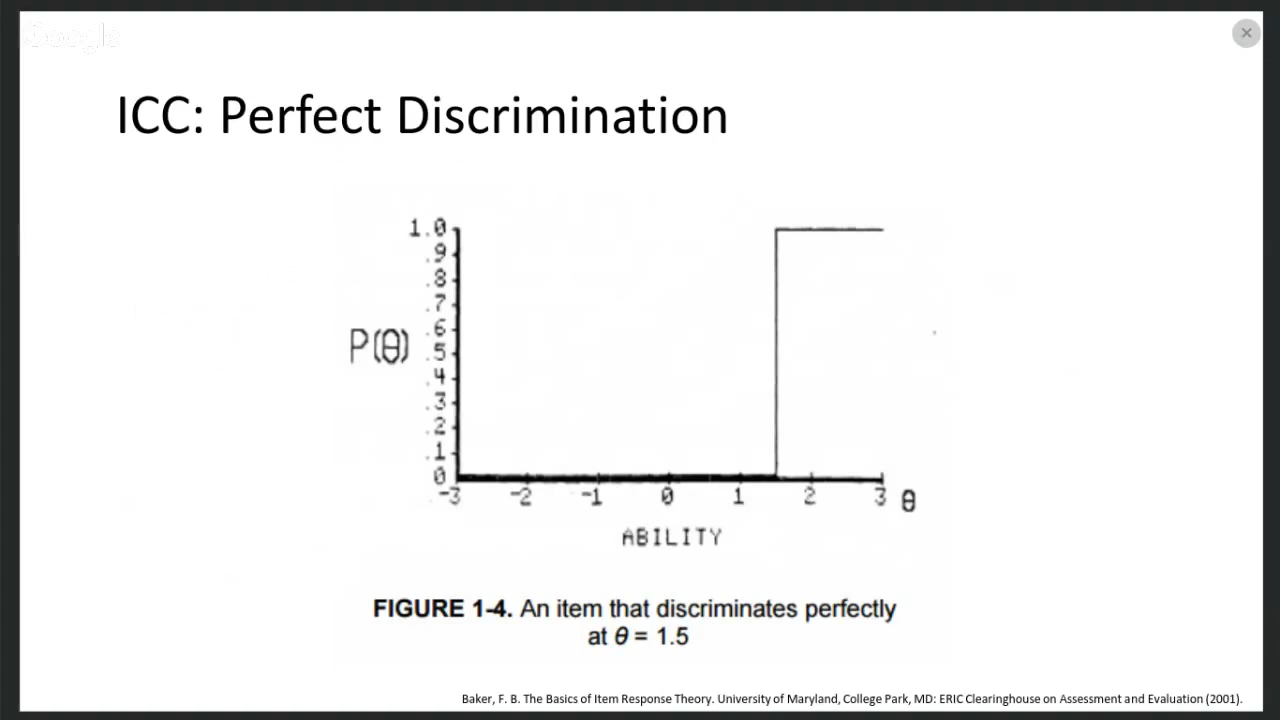 Google
ICC: Perfect Discrimination
1.0
.9
.8
.7
.6
P(θ)
.5
.4
.3
.2
.1
0
-3 -2 -1 0 1 2 3 θ
ABILITY
FIGURE 1-4. An item that discriminates perfectly
at θ = 1.5
Baker, F. B. The Basics of Item Response Theory. University of Maryland, College Park, MD: ERIC Clearinghouse on Assessment and Evaluation (2001).